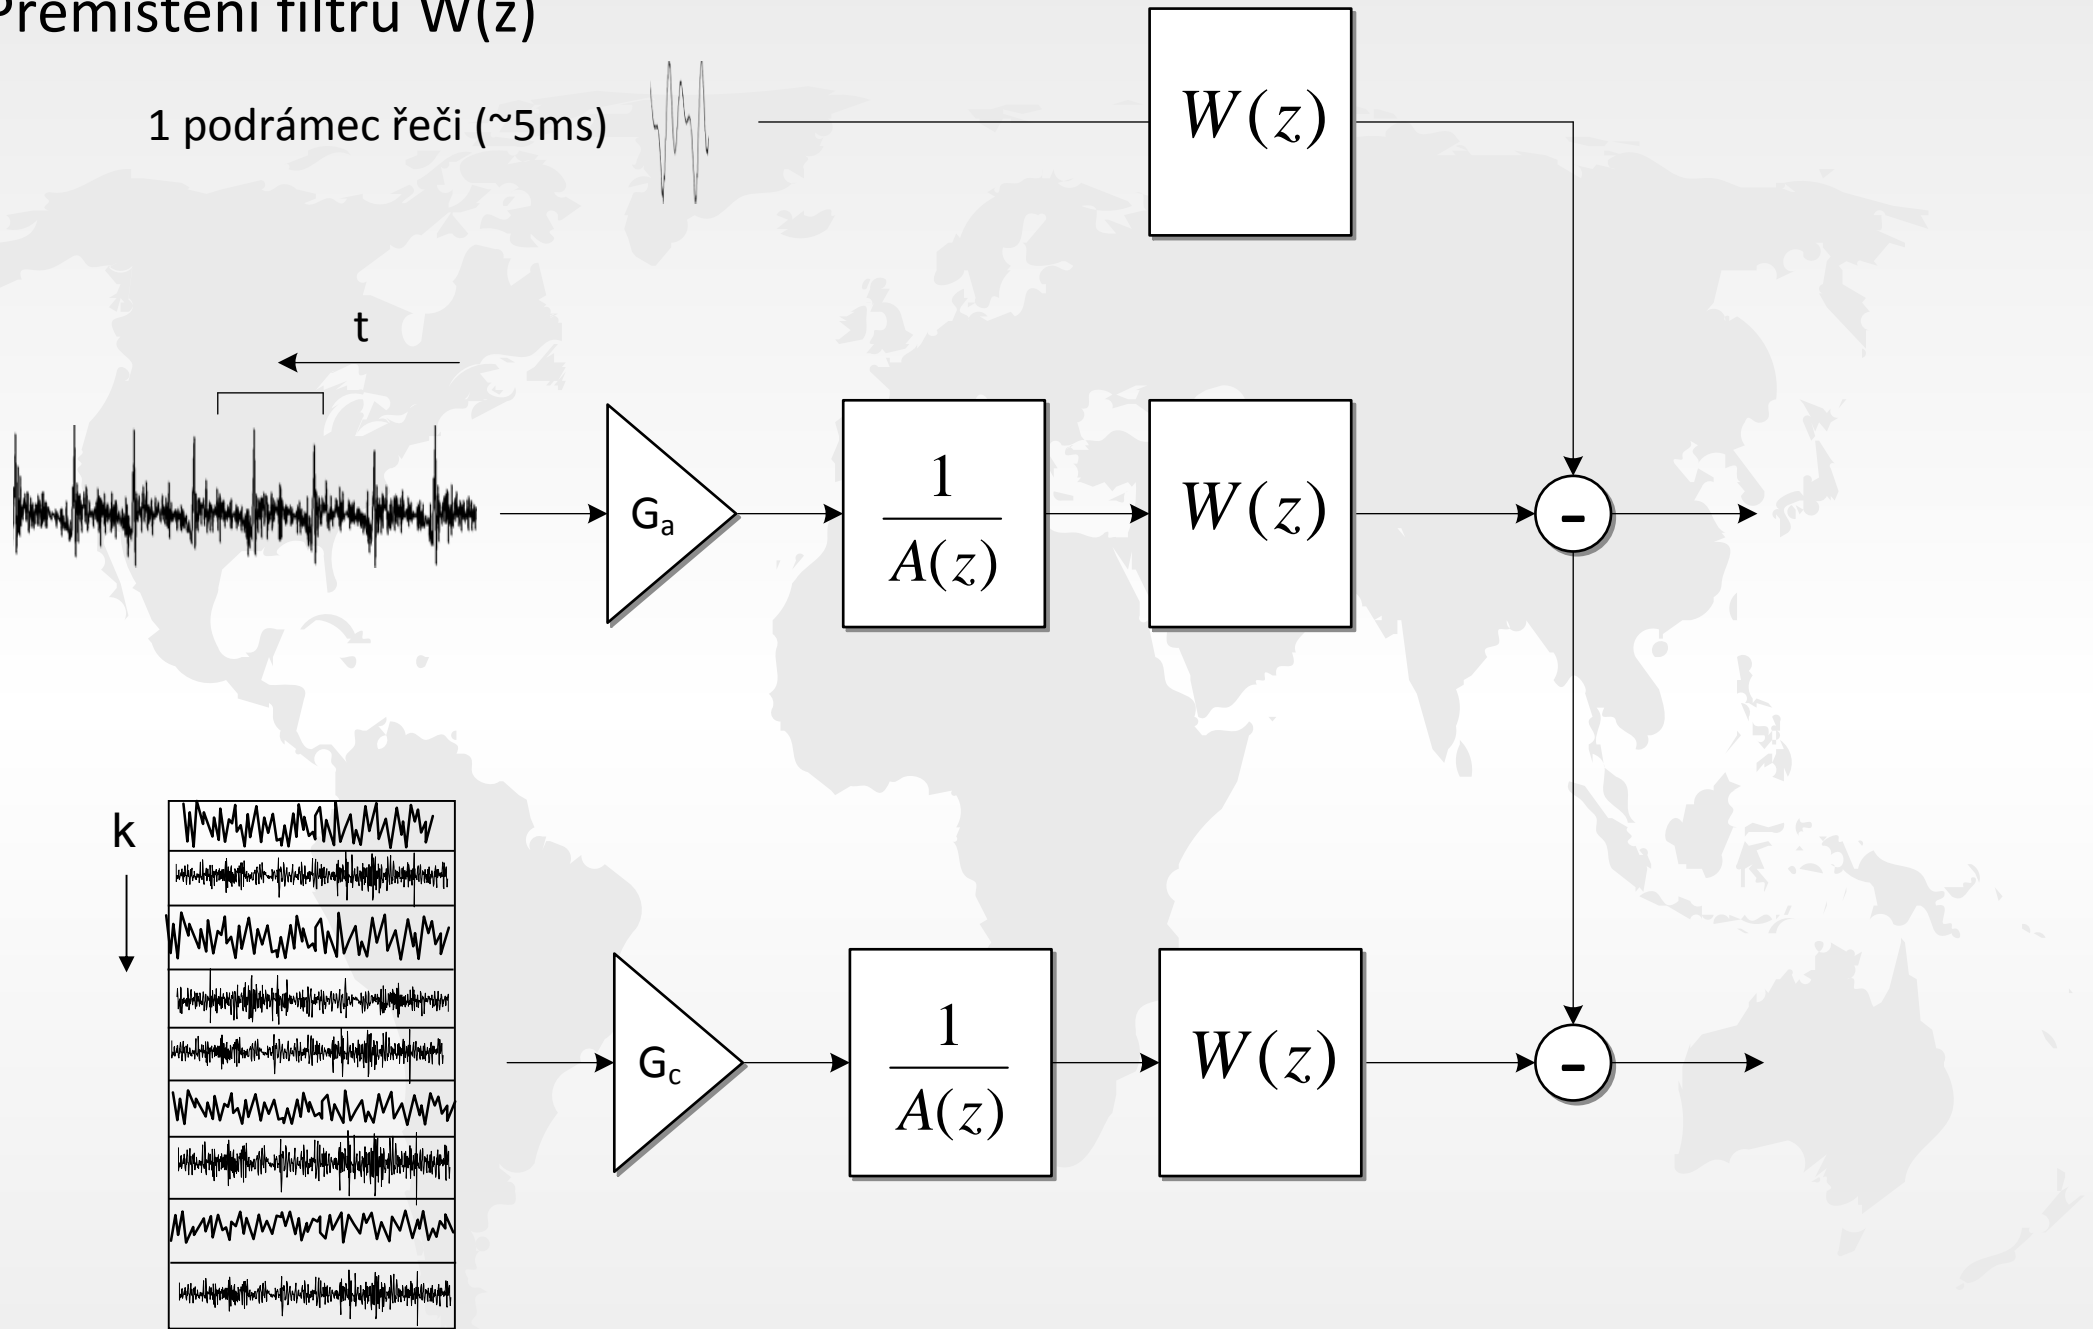 Přemístění filtru W(z)
1 podrámec řeči (~5ms)
W(z)
t
Ga
1
A(z)
W(z)
-
k
Gc
1
A(z)
W(z)
-